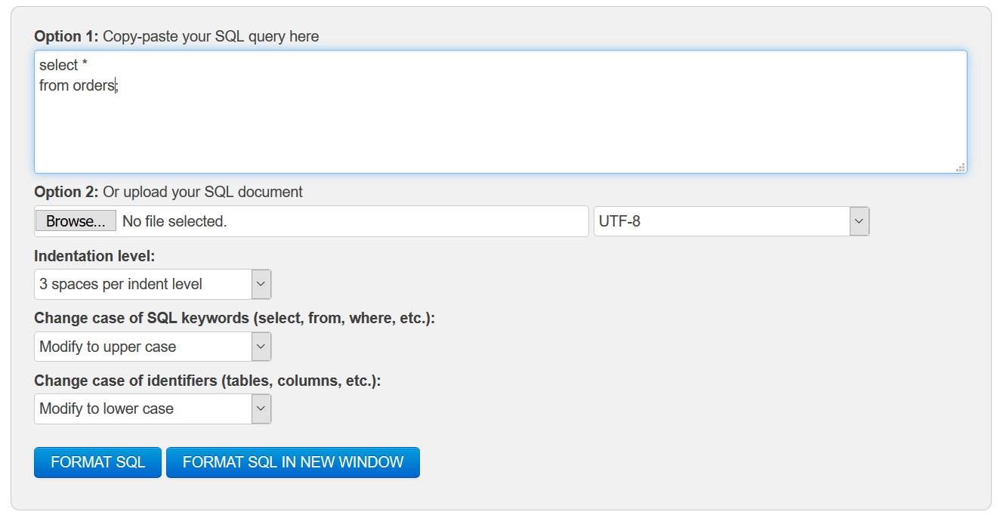 Option 1: Copy-paste your SQL query here
select *
from orders;
Option 2: Or upload your SQL document
Browse... No file selected. UTF-8
Indentation level:
3 spaces per indent level
Change case of SQL keywords (select, from, where, etc.):
Modify to upper case
Change case of identifiers (tables, columns, etc.):
Modify to lower case
FORMAT SQL FORMAT SQL IN NEW WINDOW